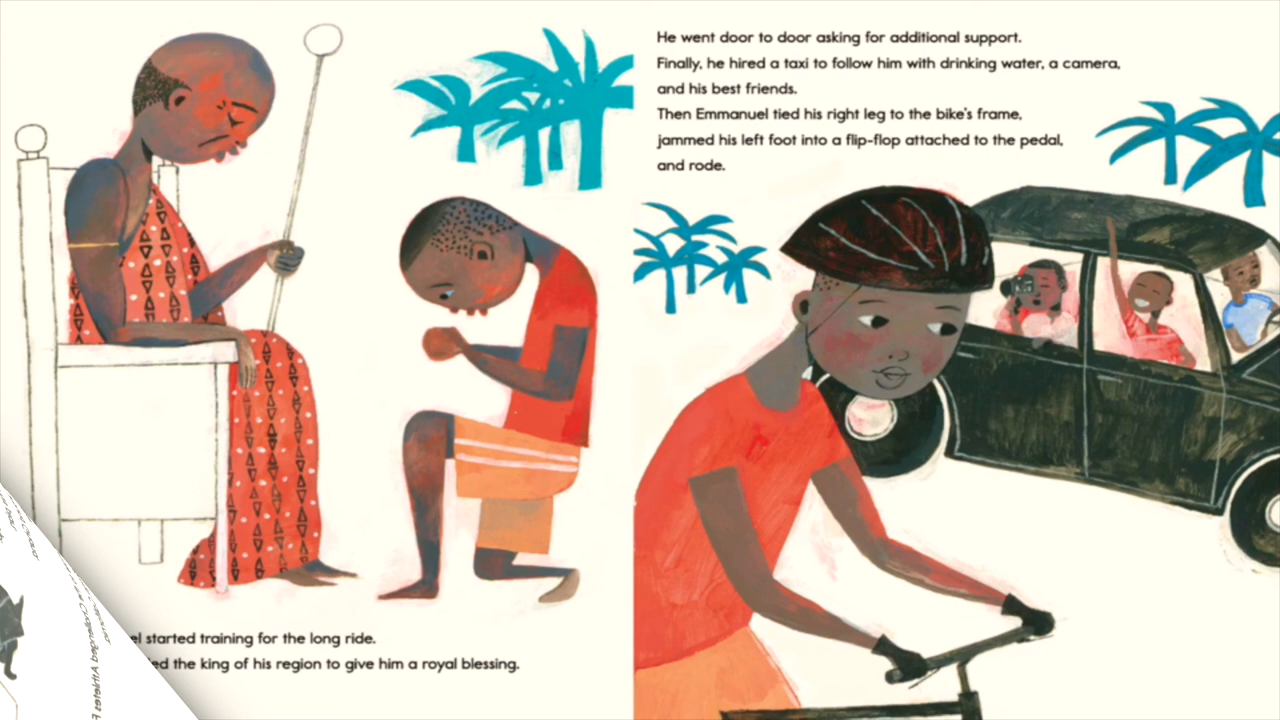 el started training for the long ride.
ed the king of his region to give him a royal blessing.
He went door to door asking for additional support.
Finally, he hired a taxi to follow him with drinking water, a camera,
and his best friends.
Then Emmanuel tied his right leg to the bike's frame,
jammed his left foot into a flip-flop attached to the pedal,
and rode.